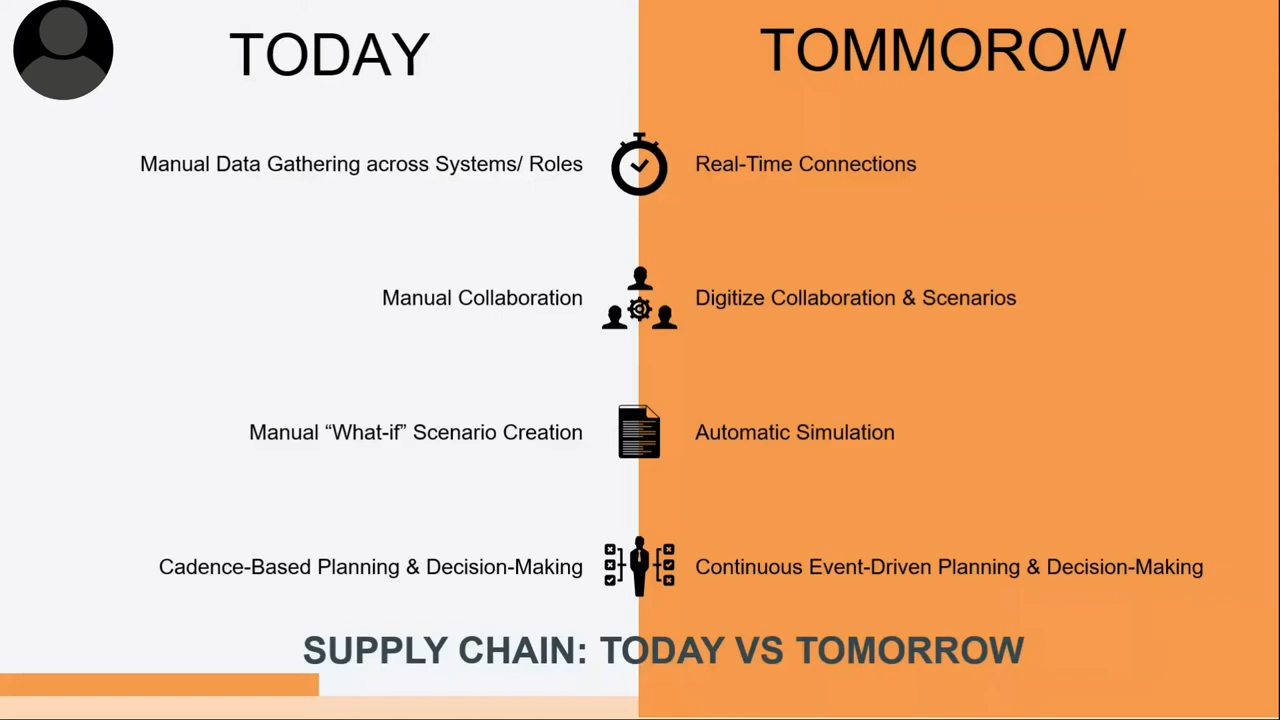 TODAY
TOMMOROW
Manual Data Gathering across Systems/ Roles
Real-Time Connections
Manual Collaboration
Digitize Collaboration & Scenarios
Manual “What-if” Scenario Creation
Automatic Simulation
Cadence-Based Planning & Decision-Making
Continuous Event-Driven Planning & Decision-Making
SUPPLY CHAIN: TODAY VS TOMORROW